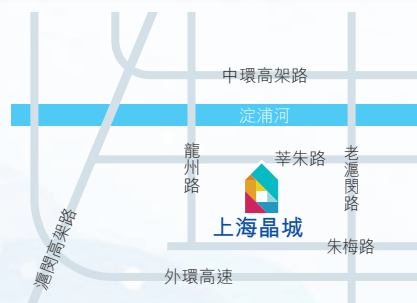 中環高架路
淀浦河
龍州路
莘朱路
老滬閔路
上海晶城
朱梅路
滬閔高架路
外環高速